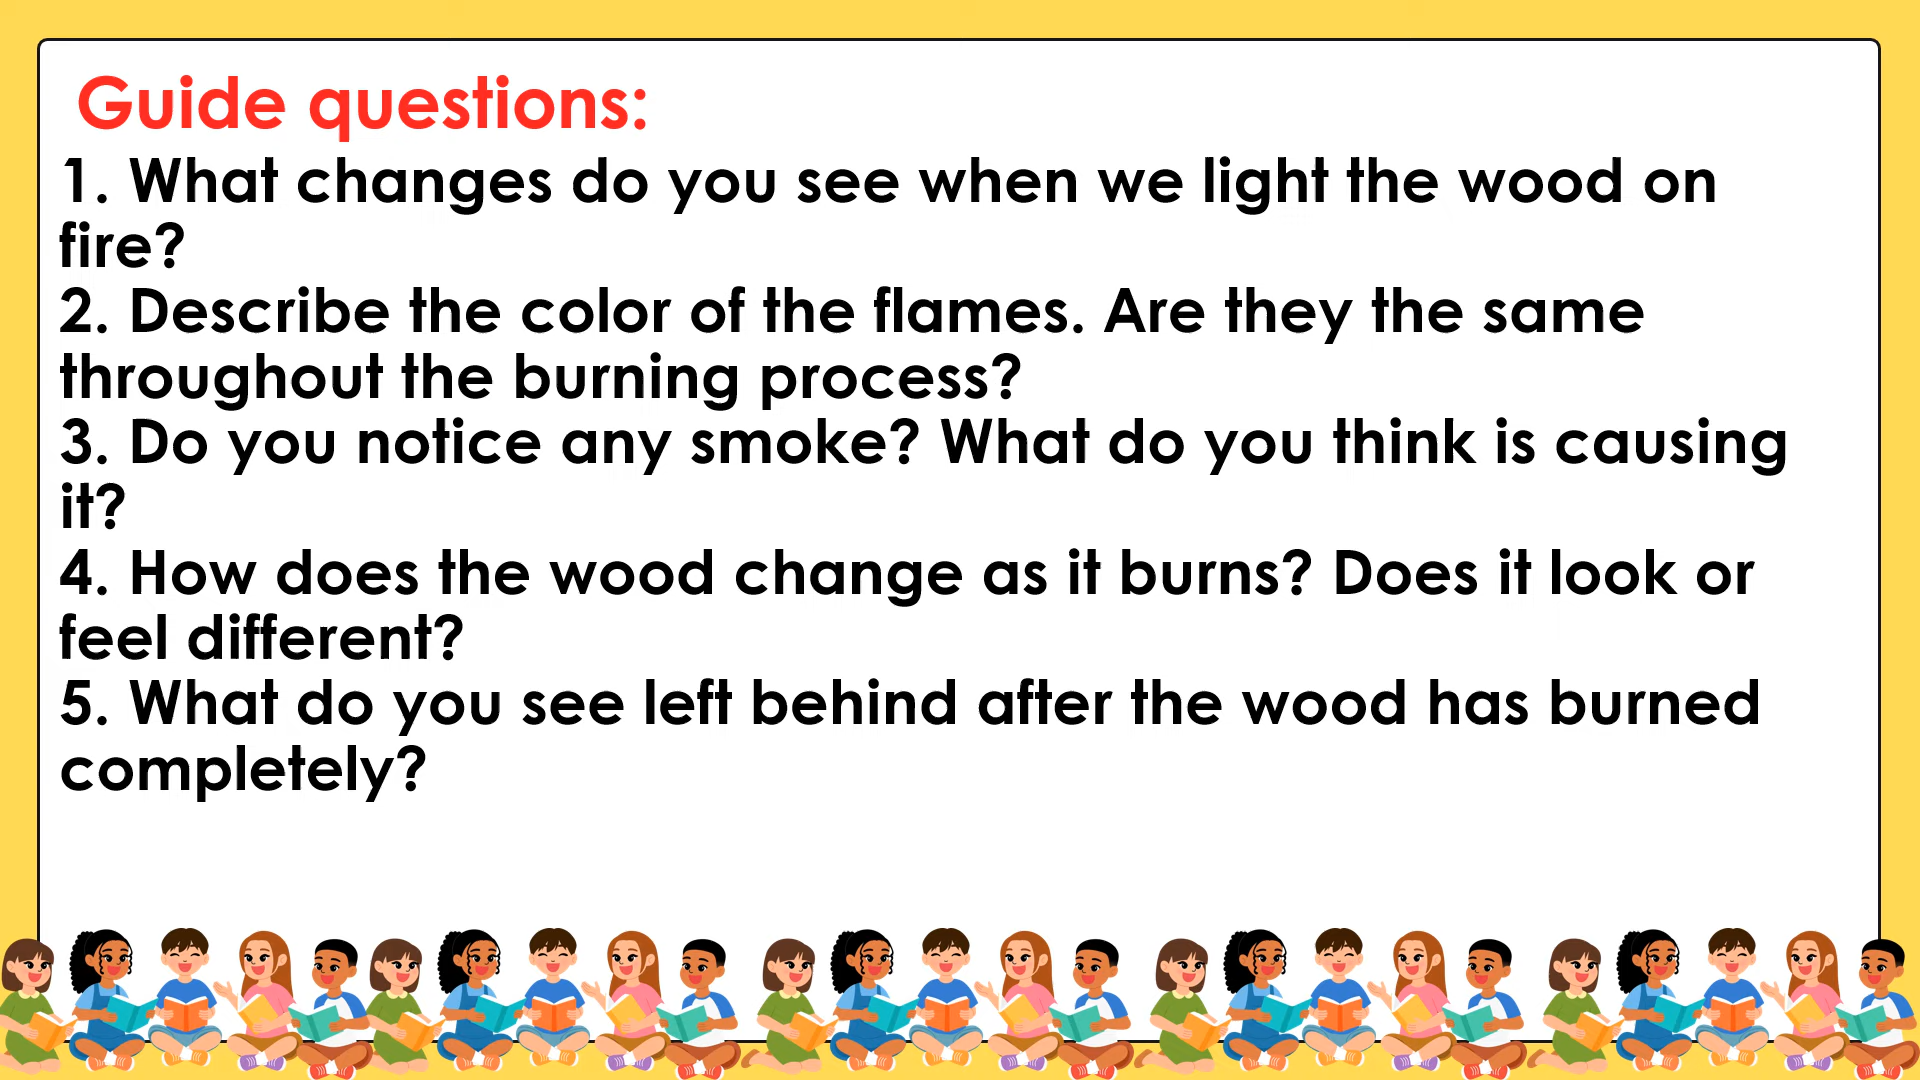 Guide questions:
1. What changes do you see when we light the wood on
fire?
2. Describe the color of the flames. Are they the same
throughout the burning process?
3. Do you notice any smoke? What do you think is causing
it?
4. How does the wood change as it burns? Does it look or
feel different?
5. What do you see left behind after the wood has burned
completely?